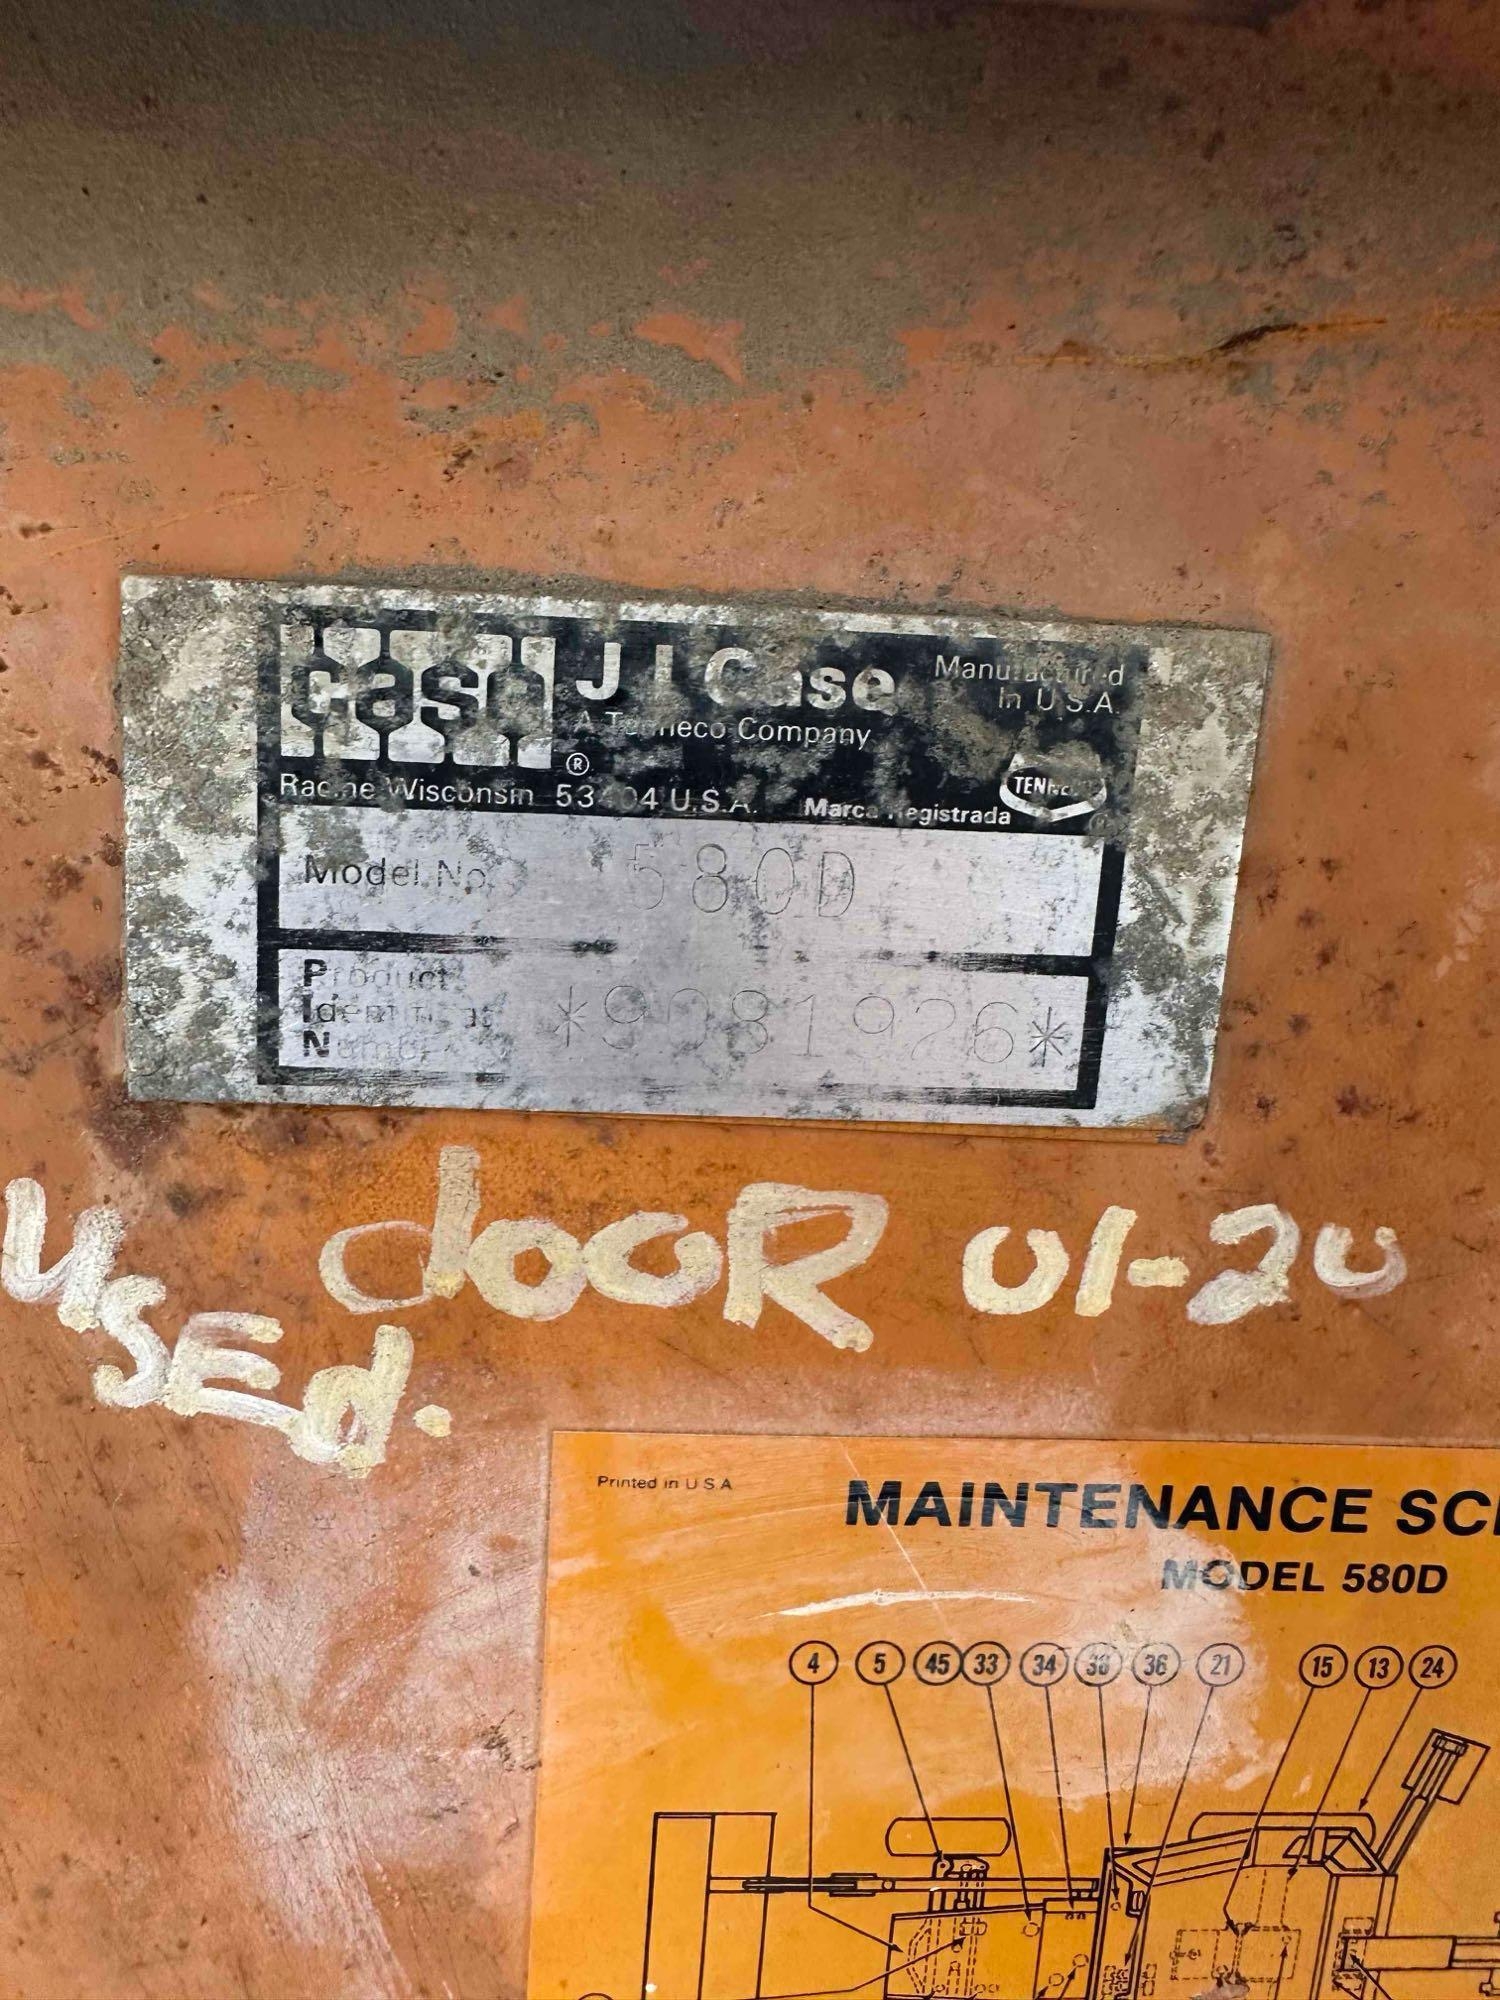 case
®
J I Case
A Tenneco Company
Manufactured
In U.S.A.
Racine Wisconsin 53404 U.S.A.
Marca Registrada
TENNECO
®
Model No.
580D
Product
Identification
Number
*9081926*
dooR 01-20
USEd.
Printed in U S A
MAINTENANCE SC
MODEL 580D
4 5 45 33 34 36 21 15 13 24